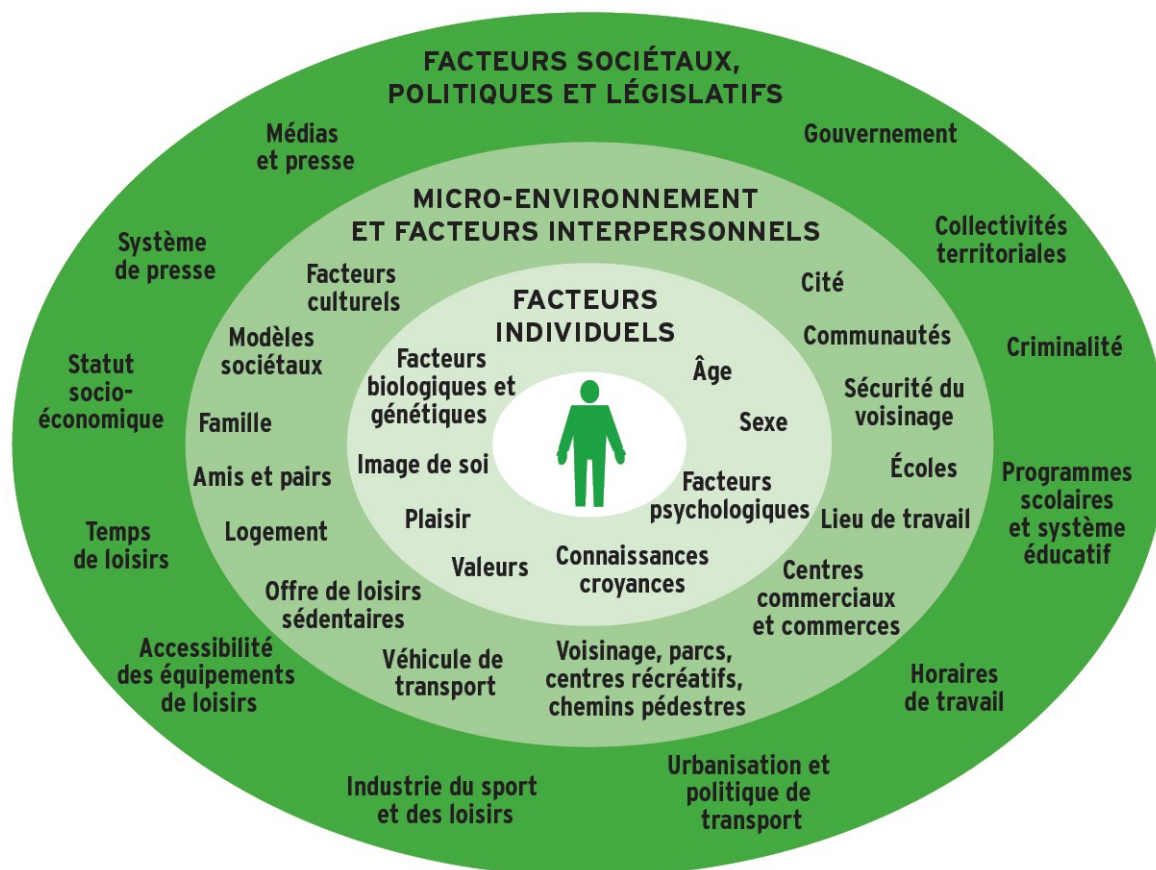 FACTEURS SOCIÉTAUX,
POLITIQUES ET LÉGISLATIFS
Médias
et presse
Gouvernement
Système
de presse
Collectivités
territoriales
Statut
socio-
économique
Criminalité
Temps
de loisirs
Programmes
scolaires
et système
éducatif
Accessibilité
des équipements
de loisirs
Horaires
de travail
Industrie du sport
et des loisirs
Urbanisation et
politique de
transport
MICRO-ENVIRONNEMENT
ET FACTEURS INTERPERSONNELS
Facteurs
culturels
Cité
Modèles
sociétaux
Communautés
Famille
Sécurité du
voisinage
Amis et pairs
Écoles
Logement
Lieu de travail
Offre de loisirs
sédentaires
Centres
commerciaux
et commerces
Véhicule de
transport
Voisinage, parcs,
centres récréatifs,
chemins pédestres
FACTEURS
INDIVIDUELS
Facteurs
biologiques et
génétiques
Âge
Sexe
Image de soi
Facteurs
psychologiques
Plaisir
Valeurs
Connaissances
croyances